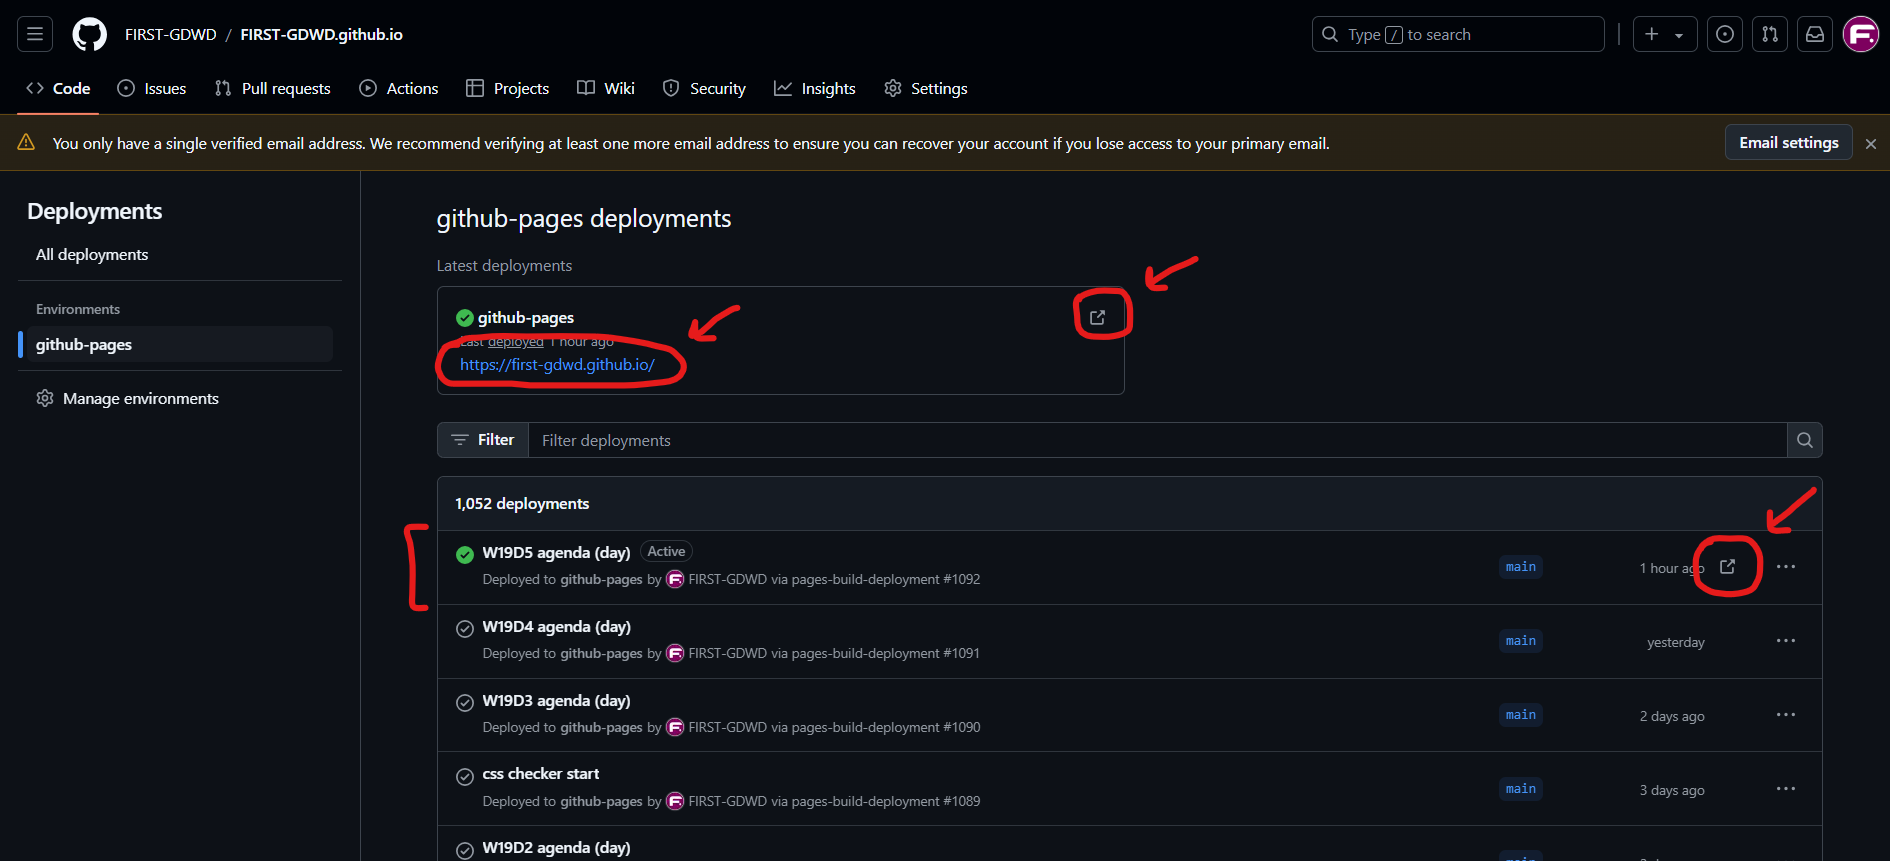 FIRST-GDWD / FIRST-GDWD.github.io
Type / to search
Code Issues Pull requests Actions Projects Wiki Security Insights Settings
You only have a single verified email address. We recommend verifying at least one more email address to ensure you can recover your account if you lose access to your primary email.
Email settings
Deployments
All deployments
Environments
github-pages
Manage environments
github-pages deployments
Latest deployments
github-pages
Last deployed 1 hour ago
https://first-gdwd.github.io/
Filter
Filter deployments
1,052 deployments
W19D5 agenda (day) Active
Deployed to github-pages by FIRST-GDWD via pages-build-deployment #1092
main
1 hour ago
W19D4 agenda (day)
Deployed to github-pages by FIRST-GDWD via pages-build-deployment #1091
main
yesterday
W19D3 agenda (day)
Deployed to github-pages by FIRST-GDWD via pages-build-deployment #1090
main
2 days ago
css checker start
Deployed to github-pages by FIRST-GDWD via pages-build-deployment #1089
main
3 days ago
W19D2 agenda (day)